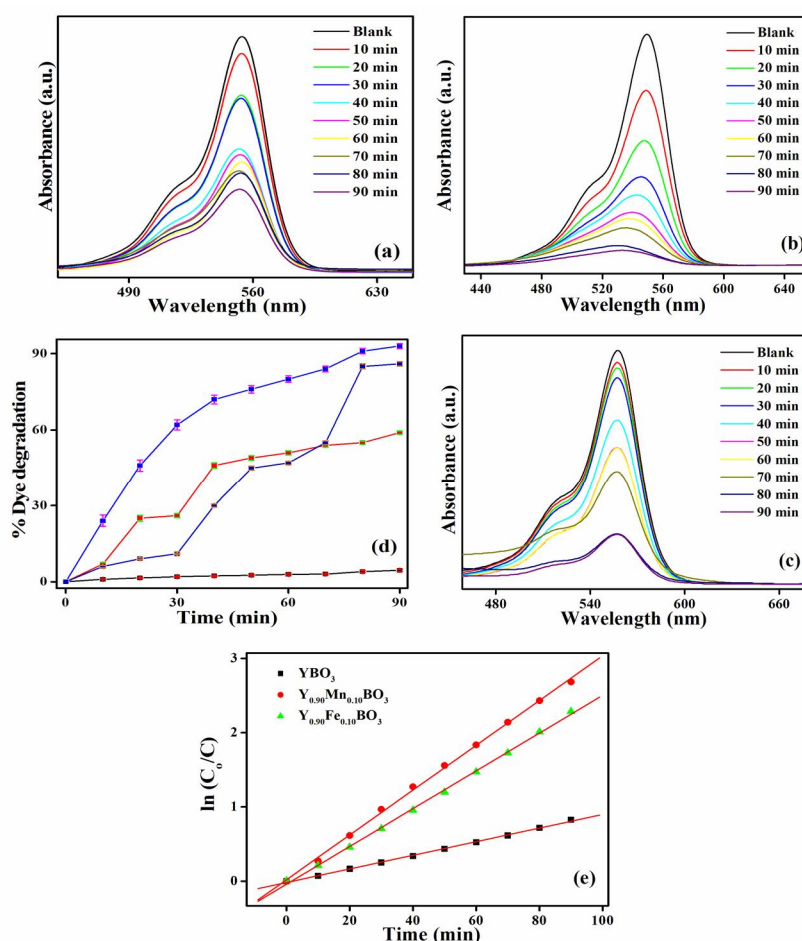 Absorbance (a.u.)
Blank
10 min
20 min
30 min
40 min
50 min
60 min
70 min
80 min
90 min
(a)
490 560 630
Wavelength (nm)
Absorbance (a.u.)
Blank
10 min
20 min
30 min
40 min
50 min
60 min
70 min
80 min
90 min
(b)
440 480 520 560 600 640
Wavelength (nm)
% Dye degradation
90
60
30
0
(d)
0 30 60 90
Time (min)
Absorbance (a.u.)
Blank
10 min
20 min
30 min
40 min
50 min
60 min
70 min
80 min
90 min
(c)
480 540 600 660
Wavelength (nm)
ln (Co/C)
3
2
1
0
YBO3
Y0.90Mn0.10BO3
Y0.90Fe0.10BO3
(e)
0 20 40 60 80 100
Time (min)